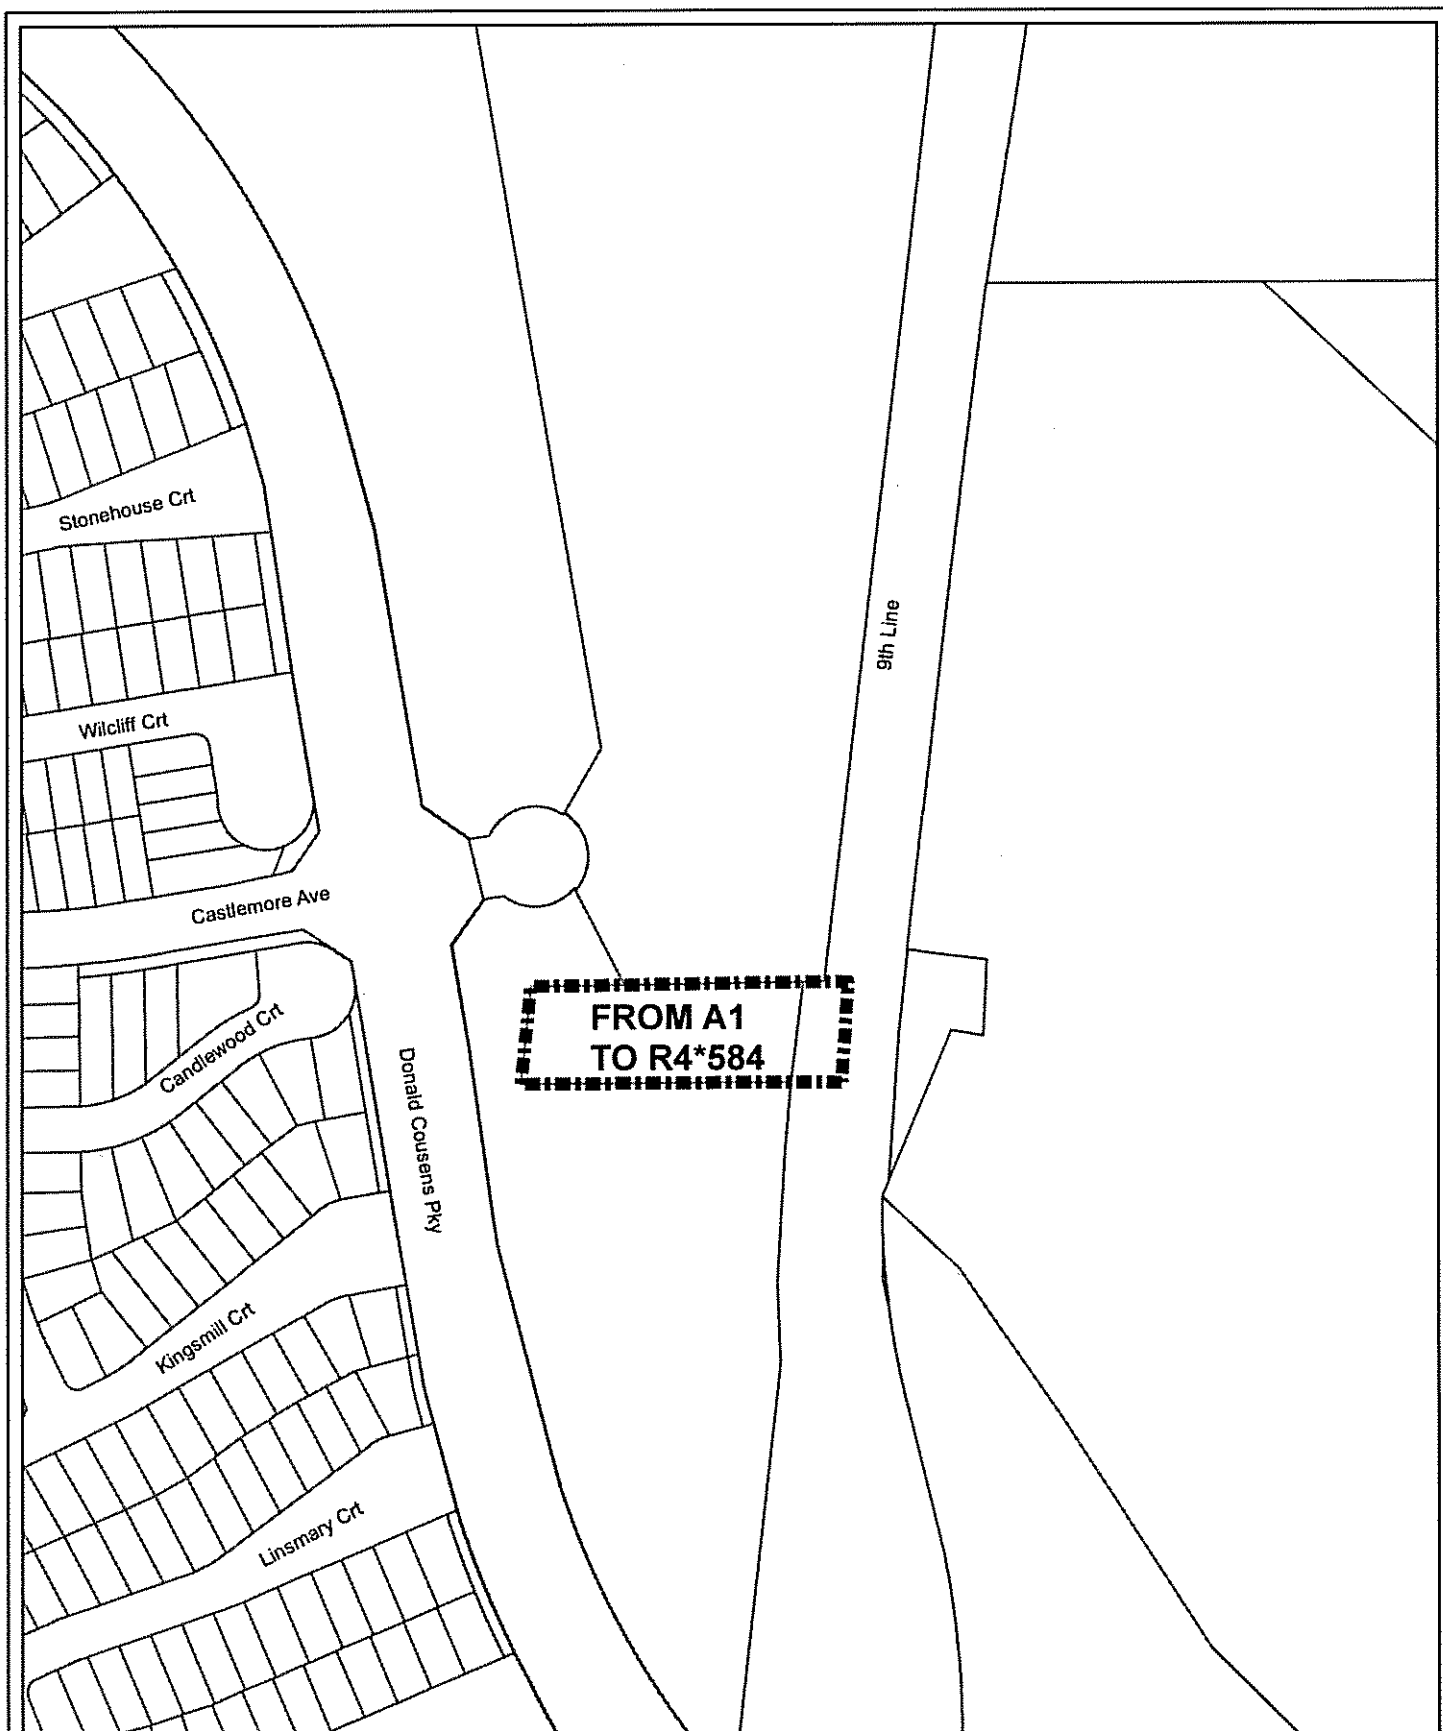 Stonehouse Crt
9th Line
Wilcliff Crt
Castlemore Ave
FROM A1
TO R4*584
Candlewood Crt
Donald Cousens Pky
Kingsmill Crt
Linsmary Crt